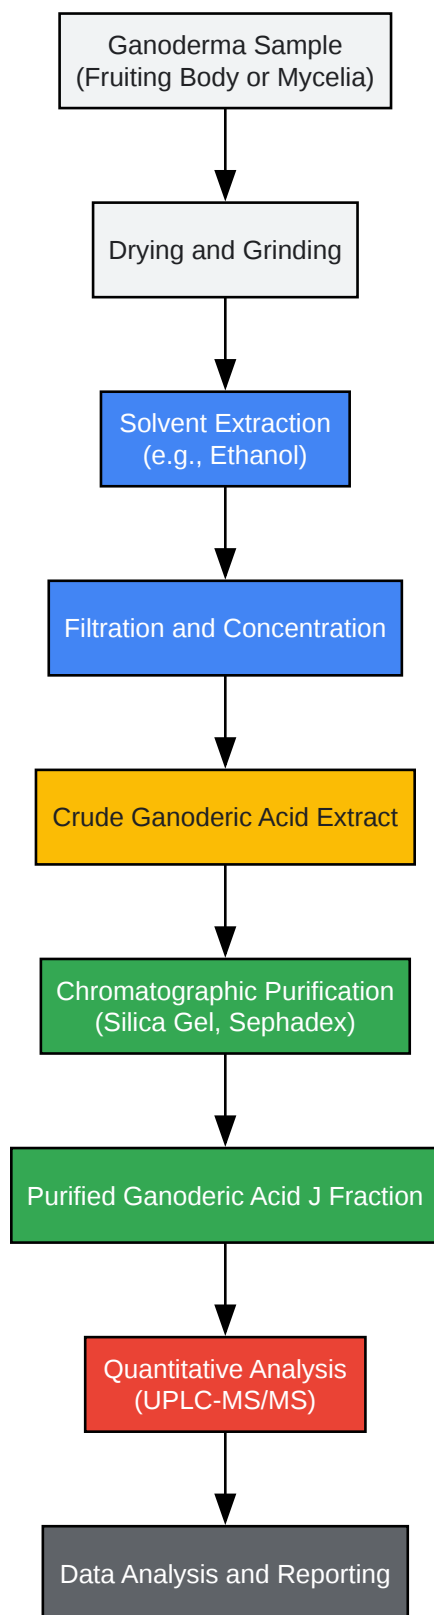 Ganoderma Sample
(Fruiting Body or Mycelia)
Drying and Grinding
Solvent Extraction
(e.g., Ethanol)
Filtration and Concentration
Crude Ganoderic Acid Extract
Chromatographic Purification
(Silica Gel, Sephadex)
Purified Ganoderic Acid J Fraction
Quantitative Analysis
(UPLC-MS/MS)
Data Analysis and Reporting